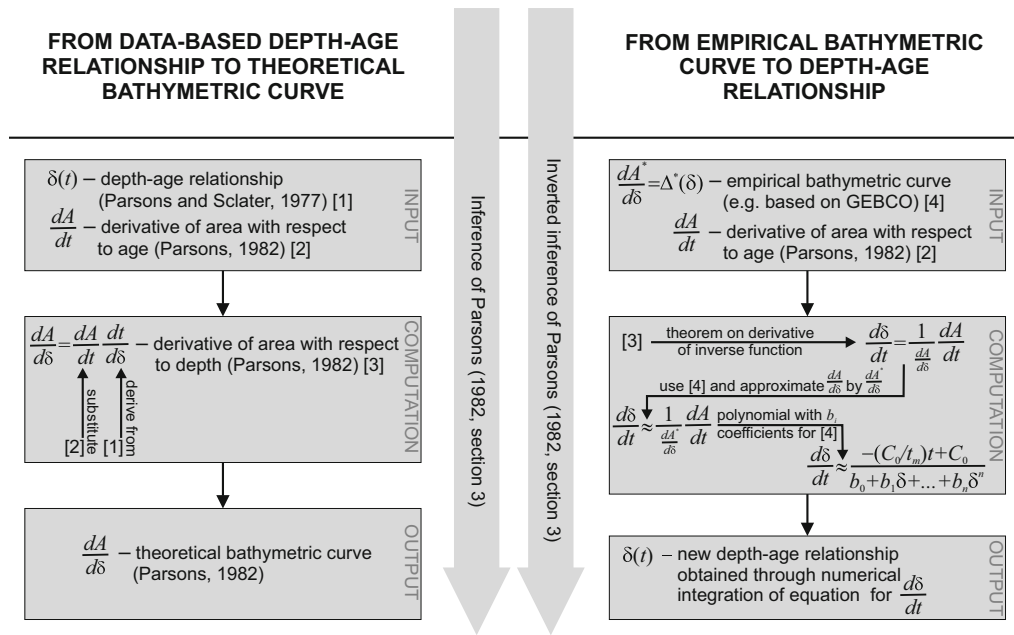 FROM DATA-BASED DEPTH-AGE
RELATIONSHIP TO THEORETICAL
BATHYMETRIC CURVE
INPUT
δ(t) – depth-age relationship
(Parsons and Sclater, 1977) [1]
dA/dt – derivative of area with respect
to age (Parsons, 1982) [2]
COMPUTATION
dA/dδ = dA/dt dt/dδ – derivative of area with respect
to depth (Parsons, 1982) [3]
substitute
derive from
[2] [1]
OUTPUT
dA/dδ – theoretical bathymetric curve
(Parsons, 1982)
Inference of Parsons (1982, section 3)
Inverted inference of Parsons (1982, section 3)
FROM EMPIRICAL BATHYMETRIC
CURVE TO DEPTH-AGE
RELATIONSHIP
INPUT
dA*/dδ = Δ*(δ) – empirical bathymetric curve
(e.g. based on GEBCO) [4]
dA/dt – derivative of area with respect
to age (Parsons, 1982) [2]
COMPUTATION
[3] theorem on derivative
of inverse function
dδ/dt = 1/(dA/dδ) dA/dt
use [4] and approximate dA/dδ by dA*/dδ
dδ/dt ≈ 1/(dA*/dδ) dA/dt
polynomial with bᵢ
coefficients for [4]
dδ/dt ≈ (-(C₀/tₘ)t+C₀)/(b₀+b₁δ+...+bₙδⁿ)
OUTPUT
δ(t) – new depth-age relationship
obtained through numerical
integration of equation for dδ/dt